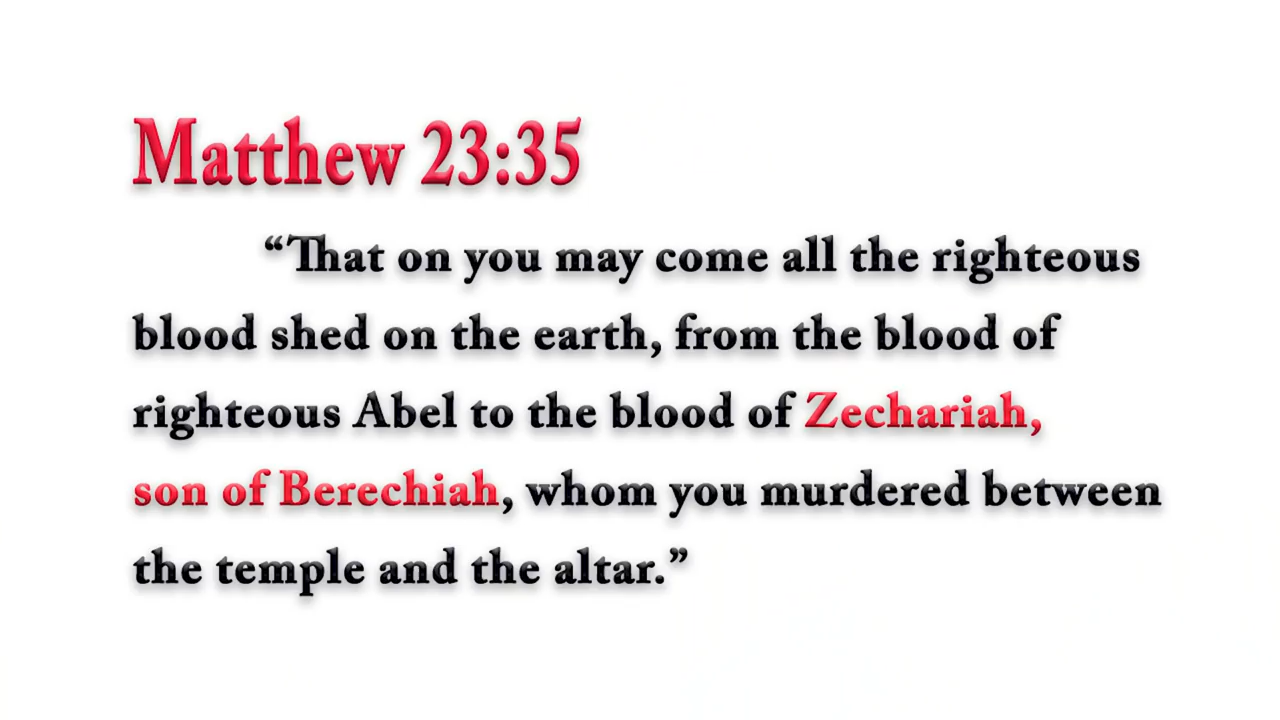 Matthew 23:35
“That on you may come all the righteous
blood shed on the earth, from the blood of
righteous Abel to the blood of Zechariah,
son of Berechiah, whom you murdered between
the temple and the altar.”